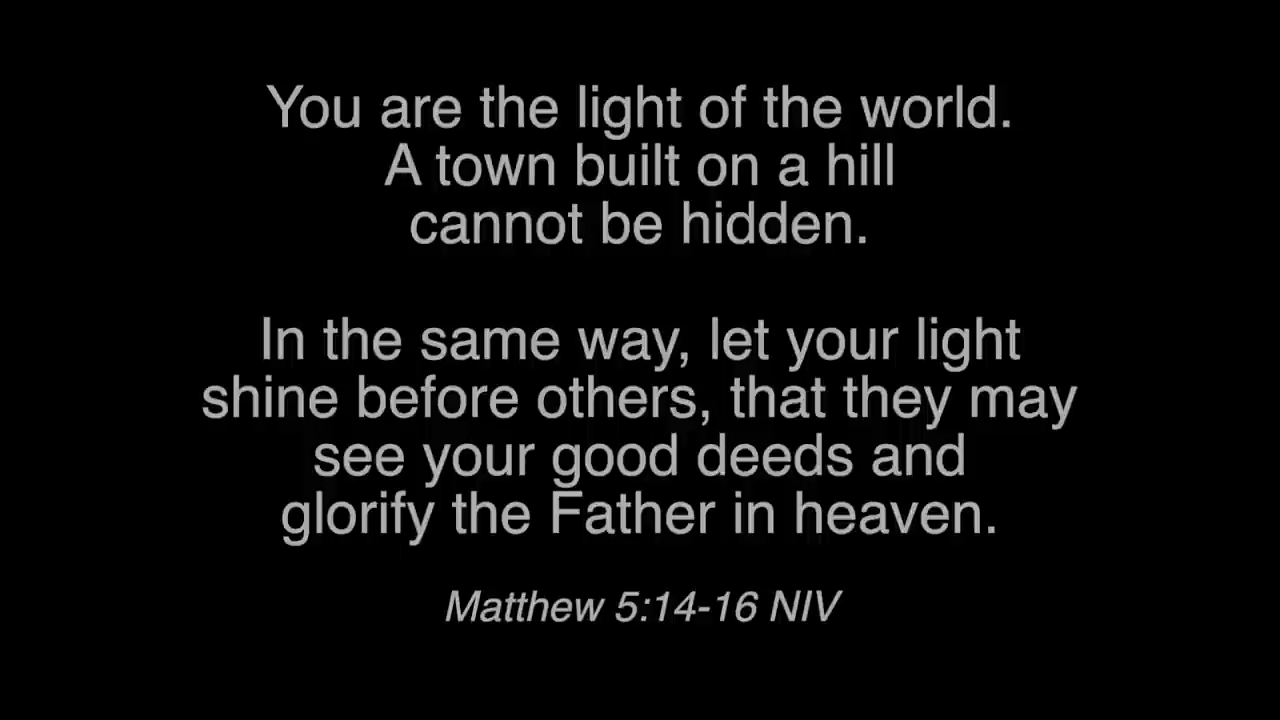 You are the light of the world.
A town built on a hill
cannot be hidden.
In the same way, let your light
shine before others, that they may
see your good deeds and
glorify the Father in heaven.
Matthew 5:14-16 NIV